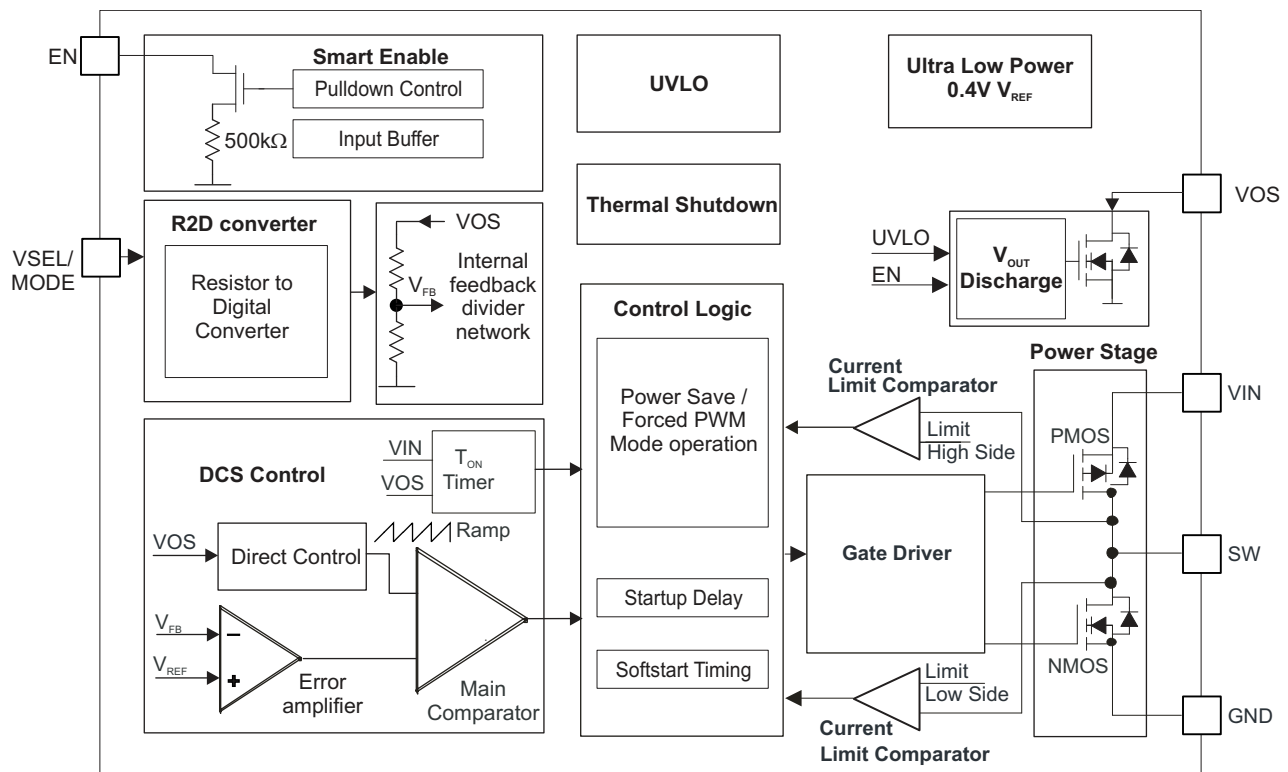 EN
Smart Enable
Pulldown Control
500kΩ
Input Buffer
UVLO
Ultra Low Power
0.4V VREF
Thermal Shutdown
VOS
UVLO
EN
VOUT
Discharge
VSEL/
MODE
R2D converter
Resistor to
Digital
Converter
VOS
VFB
Internal
feedback
divider
network
Control Logic
Power Save /
Forced PWM
Mode operation
Startup Delay
Softstart Timing
Current
Limit Comparator
Limit
High Side
Power Stage
PMOS
NMOS
VIN
SW
GND
Gate Driver
Limit
Low Side
Current
Limit Comparator
DCS Control
VIN
VOS
TON
Timer
Ramp
VOS
Direct Control
VFB
−
VREF
+
Error
amplifier
Main
Comparator